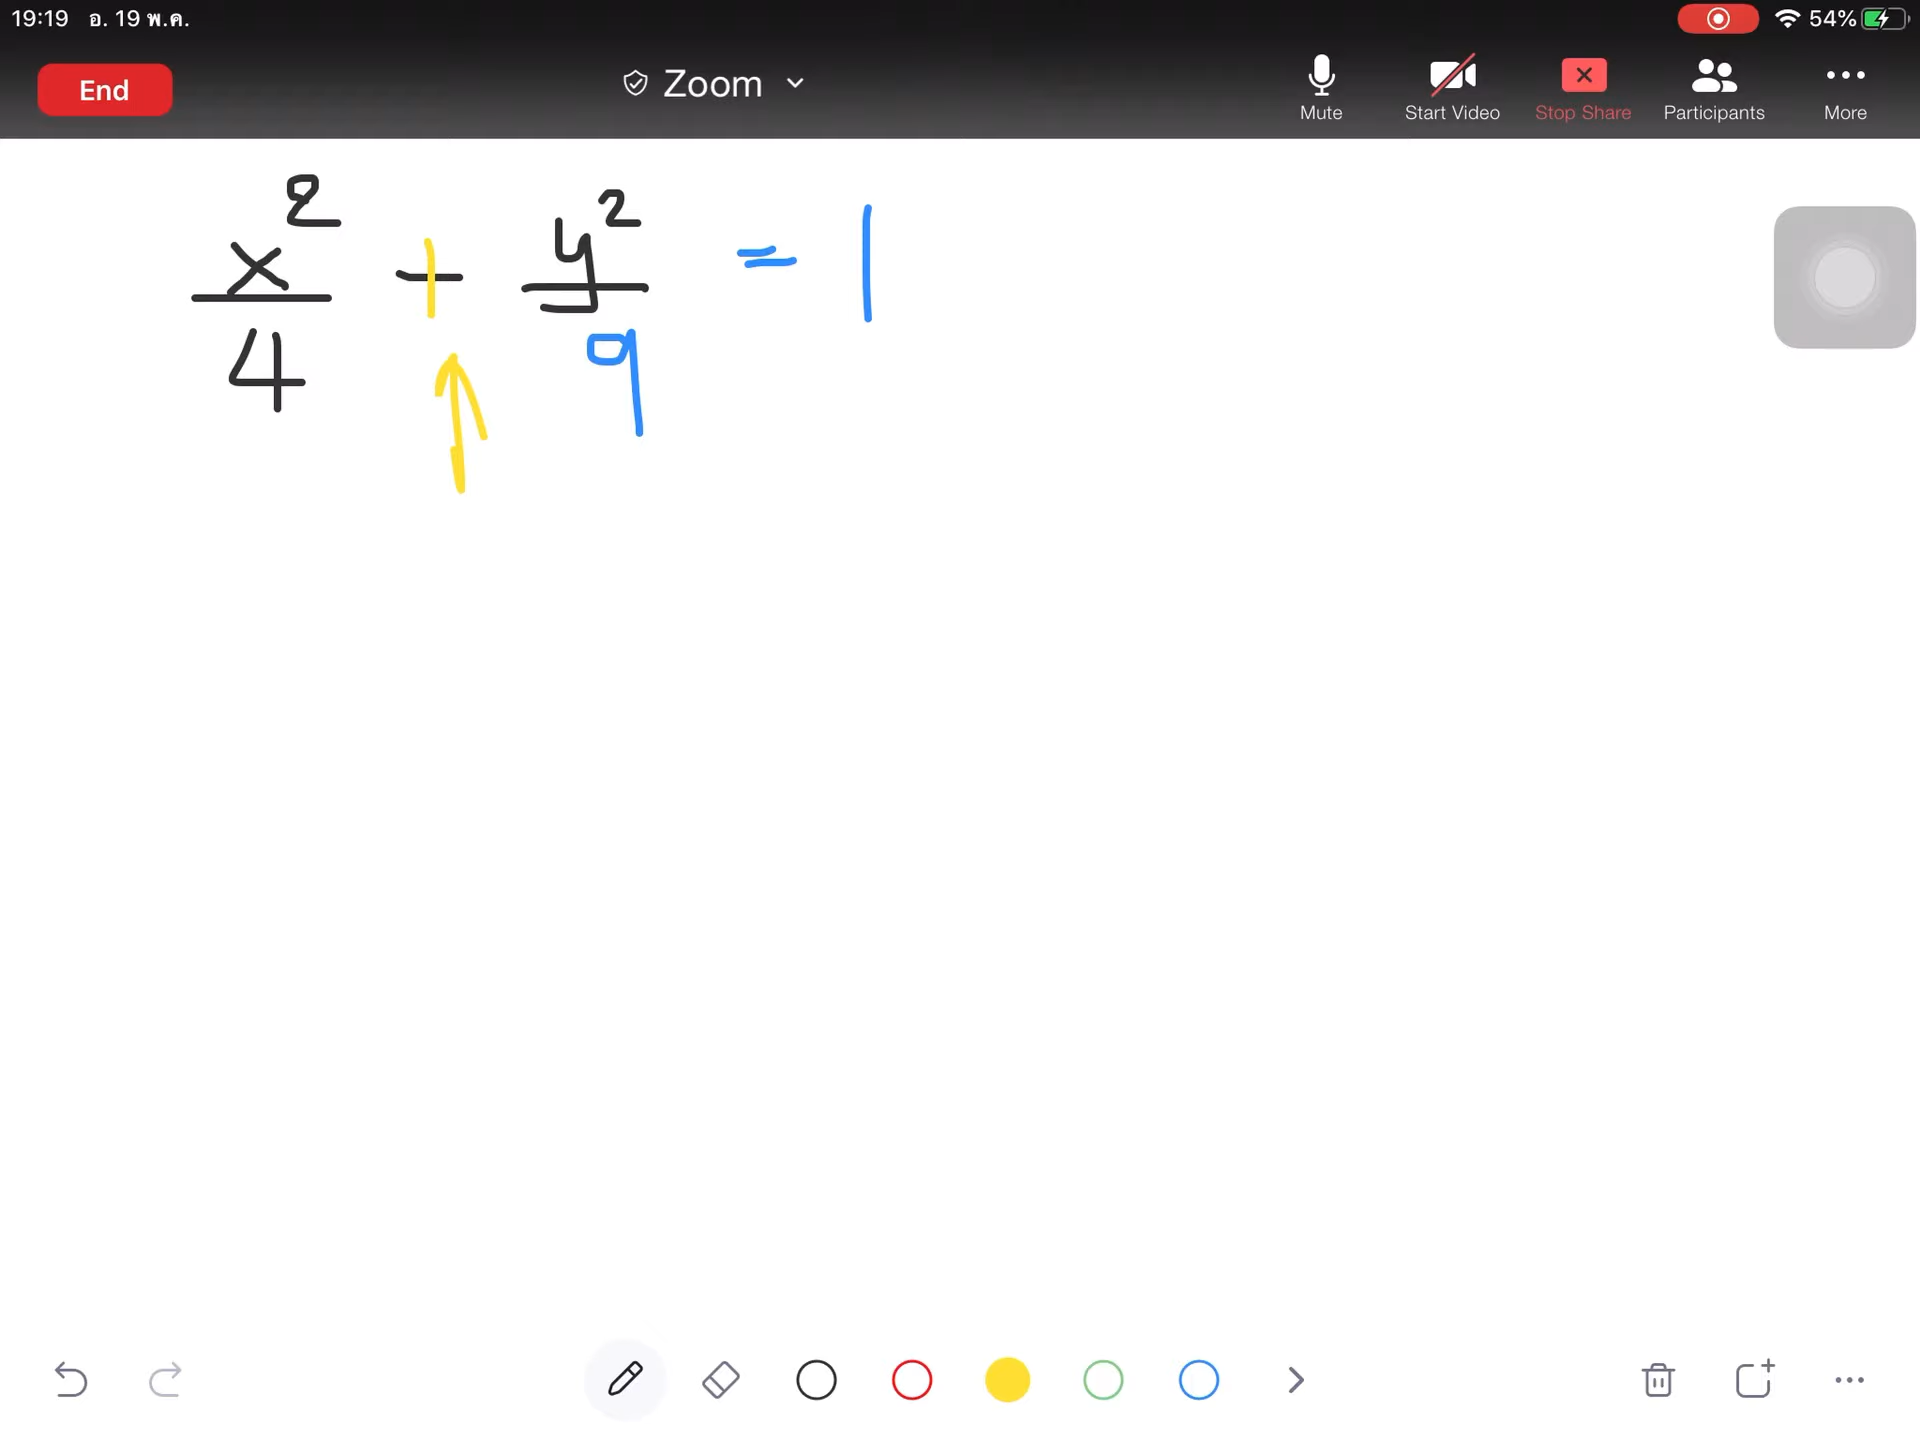 19:19 อ. 19 พ.ค. 54%
End Zoom Mute Start Video Stop Share Participants More
x² / 4 + y² / 9 = 1